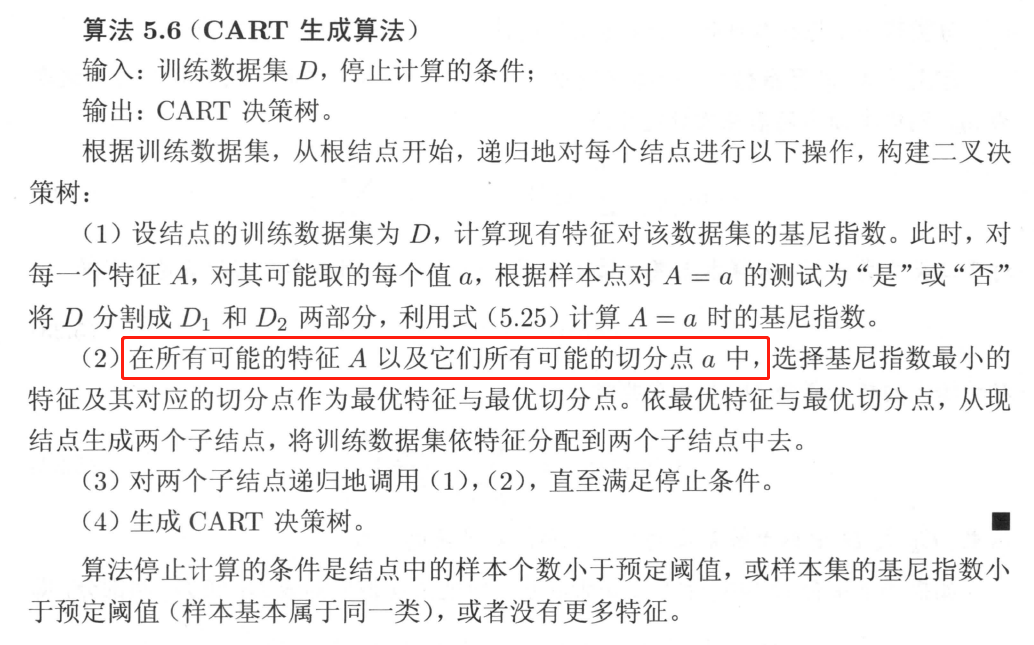 算法 5.6（CART 生成算法）
输入：训练数据集 D，停止计算的条件；
输出：CART 决策树。
根据训练数据集，从根结点开始，递归地对每个结点进行以下操作，构建二叉决
策树：
（1）设结点的训练数据集为 D，计算现有特征对该数据集的基尼指数。此时，对
每一个特征 A，对其可能取的每个值 a，根据样本点对 A = a 的测试为“是”或“否”
将 D 分割成 D₁ 和 D₂ 两部分，利用式（5.25）计算 A = a 时的基尼指数。
（2）在所有可能的特征 A 以及它们所有可能的切分点 a 中，选择基尼指数最小的
特征及其对应的切分点作为最优特征与最优切分点。依最优特征与最优切分点，从现
结点生成两个子结点，将训练数据集依特征分配到两个子结点中去。
（3）对两个子结点递归地调用（1），（2），直至满足停止条件。
（4）生成 CART 决策树。
算法停止计算的条件是结点中的样本个数小于预定阈值，或样本集的基尼指数小
于预定阈值（样本基本属于同一类），或者没有更多特征。